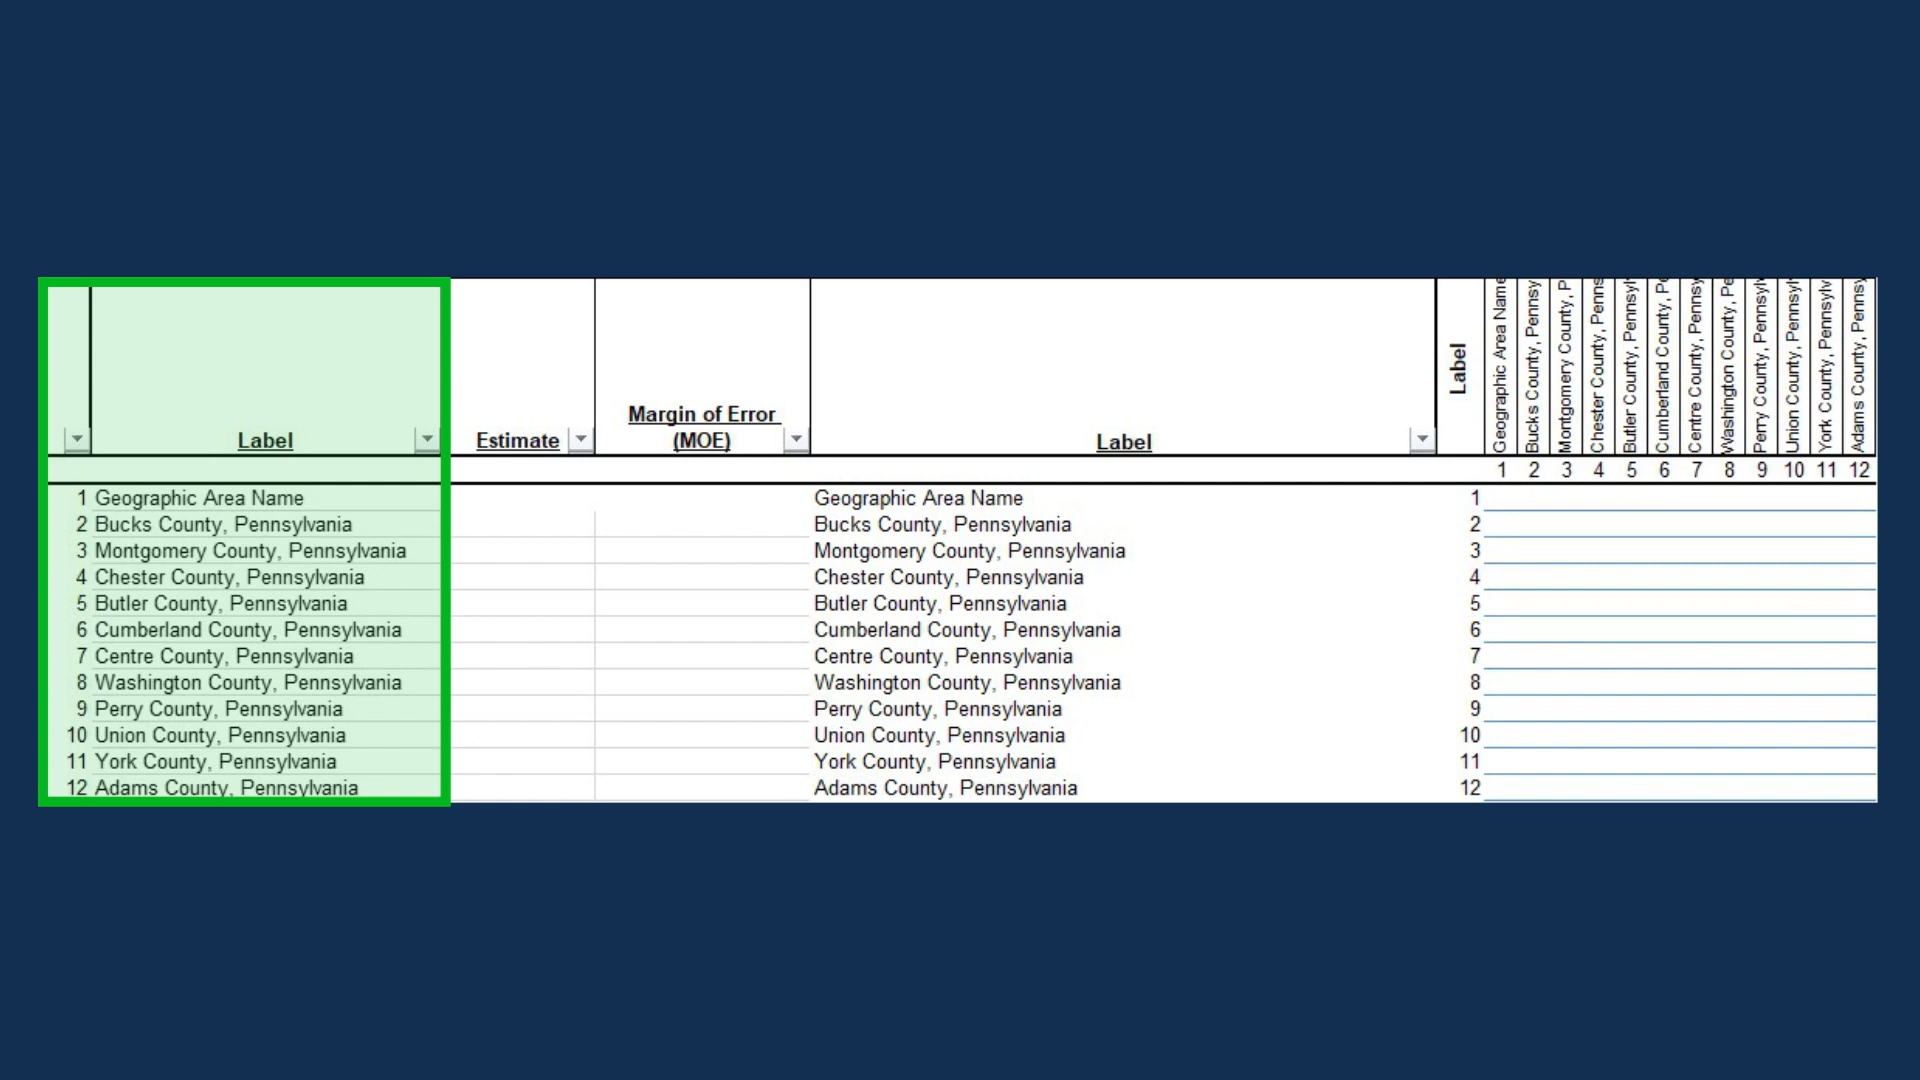 Label
Estimate
Margin of Error
(MOE)
Label
Label
Geographic Area Name
Bucks County, Pennsy
Montgomery County, P
Chester County, Penns
Butler County, Pennsyl
Cumberland County, Pe
Centre County, Pennsy
Washington County, Pe
Perry County, Pennsyl
Union County, Pennsyl
York County, Pennsylv
Adams County, Pennsy
1 2 3 4 5 6 7 8 9 10 11 12
1 Geographic Area Name Geographic Area Name 1
2 Bucks County, Pennsylvania Bucks County, Pennsylvania 2
3 Montgomery County, Pennsylvania Montgomery County, Pennsylvania 3
4 Chester County, Pennsylvania Chester County, Pennsylvania 4
5 Butler County, Pennsylvania Butler County, Pennsylvania 5
6 Cumberland County, Pennsylvania Cumberland County, Pennsylvania 6
7 Centre County, Pennsylvania Centre County, Pennsylvania 7
8 Washington County, Pennsylvania Washington County, Pennsylvania 8
9 Perry County, Pennsylvania Perry County, Pennsylvania 9
10 Union County, Pennsylvania Union County, Pennsylvania 10
11 York County, Pennsylvania York County, Pennsylvania 11
12 Adams County, Pennsylvania Adams County, Pennsylvania 12